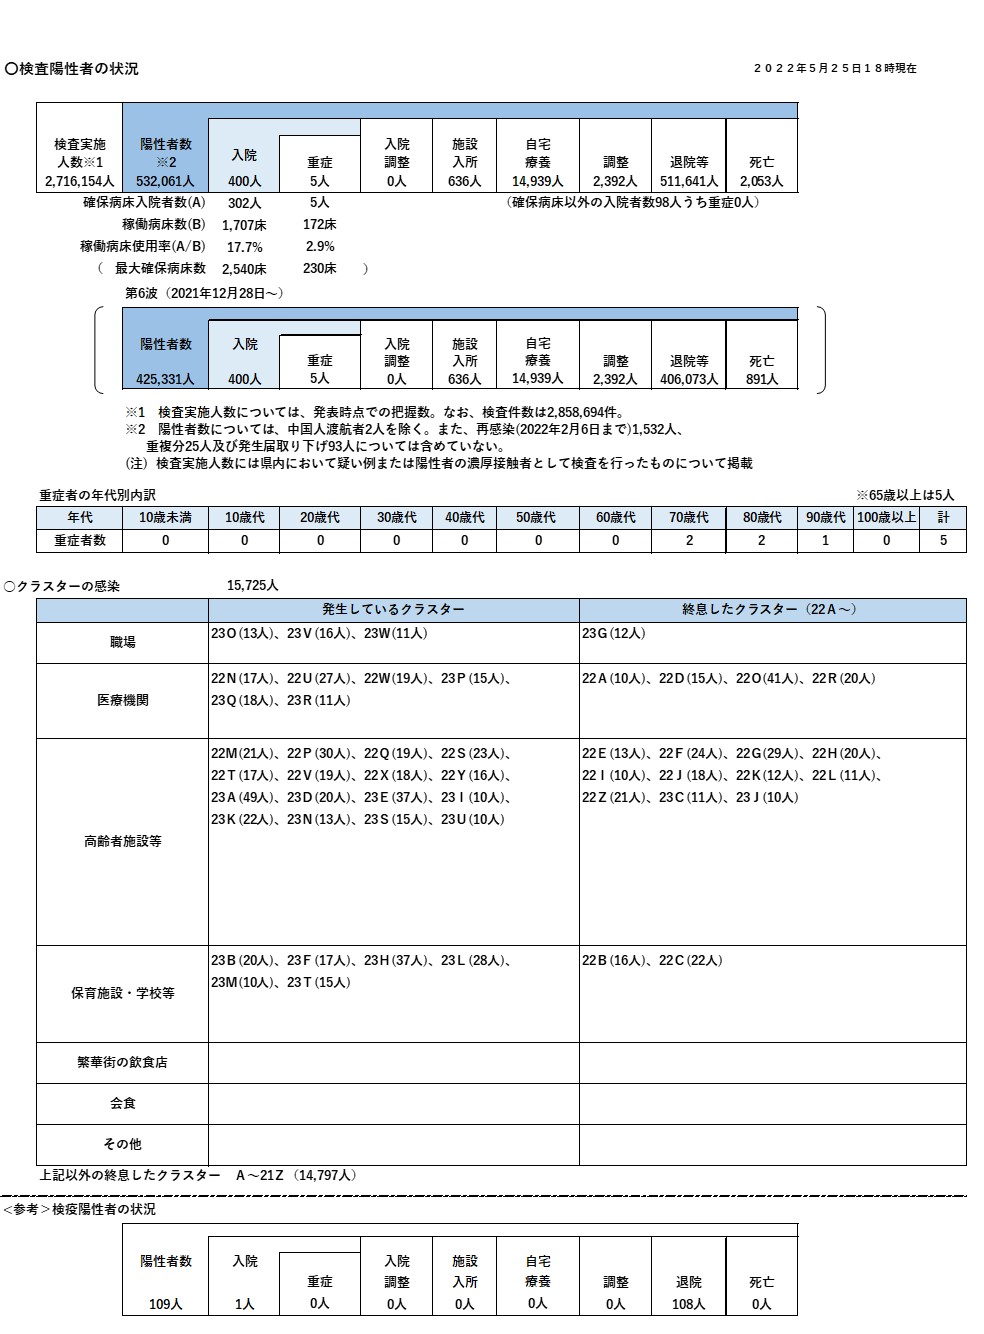 〇検査陽性者の状況
２０２２年５月２５日１８時現在
検査実施 陽性者数 入院 重症 入院 施設 自宅 調整 退院等 死亡
人数※1 ※2 調整 入所 療養
2,716,154人 532,061人 400人 5人 0人 636人 14,939人 2,392人 511,641人 2,053人
確保病床入院者数(A) 302人 5人 （確保病床以外の入院者数98人うち重症0人）
稼働病床数(B) 1,707床 172床
稼働病床使用率(A/B) 17.7% 2.9%
（ 最大確保病床数 2,540床 230床 ）
第6波（2021年12月28日～）
陽性者数 入院 重症 入院 施設 自宅 調整 退院等 死亡
調整 入所 療養
425,331人 400人 5人 0人 636人 14,939人 2,392人 406,073人 891人
※1　検査実施人数については、発表時点での把握数。なお、検査件数は2,858,694件。
※2　陽性者数については、中国人渡航者2人を除く。また、再感染(2022年2月6日まで)1,532人、
重複分25人及び発生届取り下げ93人については含めていない。
(注)　検査実施人数には県内において疑い例または陽性者の濃厚接触者として検査を行ったものについて掲載
重症者の年代別内訳 ※65歳以上は5人
年代 10歳未満 10歳代 20歳代 30歳代 40歳代 50歳代 60歳代 70歳代 80歳代 90歳代 100歳以上 計
重症者数 0 0 0 0 0 0 0 2 2 1 0 5
○クラスターの感染 15,725人
発生しているクラスター 終息したクラスター（22Ａ～）
職場 23Ｏ(13人)、23Ｖ(16人)、23Ｗ(11人) 23Ｇ(12人)
医療機関
22Ｎ(17人)、22Ｕ(27人)、22Ｗ(19人)、23Ｐ(15人)、
23Ｑ(18人)、23Ｒ(11人)
22Ａ(10人)、22Ｄ(15人)、22Ｏ(41人)、22Ｒ(20人)
高齢者施設等
22Ｍ(21人)、22Ｐ(30人)、22Ｑ(19人)、22Ｓ(23人)、
22Ｔ(17人)、22Ｖ(19人)、22Ｘ(18人)、22Ｙ(16人)、
23Ａ(49人)、23Ｄ(20人)、23Ｅ(37人)、23Ｉ(10人)、
23Ｋ(22人)、23Ｎ(13人)、23Ｓ(15人)、23Ｕ(10人)
22Ｅ(13人)、22Ｆ(24人)、22Ｇ(29人)、22Ｈ(20人)、
22Ｉ(10人)、22Ｊ(18人)、22Ｋ(12人)、22Ｌ(11人)、
22Ｚ(21人)、23Ｃ(11人)、23Ｊ(10人)
保育施設・学校等
23Ｂ(20人)、23Ｆ(17人)、23Ｈ(37人)、23Ｌ(28人)、
23Ｍ(10人)、23Ｔ(15人)
22Ｂ(16人)、22Ｃ(22人)
繁華街の飲食店
会食
その他
上記以外の終息したクラスター　Ａ～21Ｚ（14,797人）
＜参考＞検疫陽性者の状況
陽性者数 入院 重症 入院 施設 自宅 調整 退院 死亡
調整 入所 療養
109人 1人 0人 0人 0人 0人 0人 108人 0人